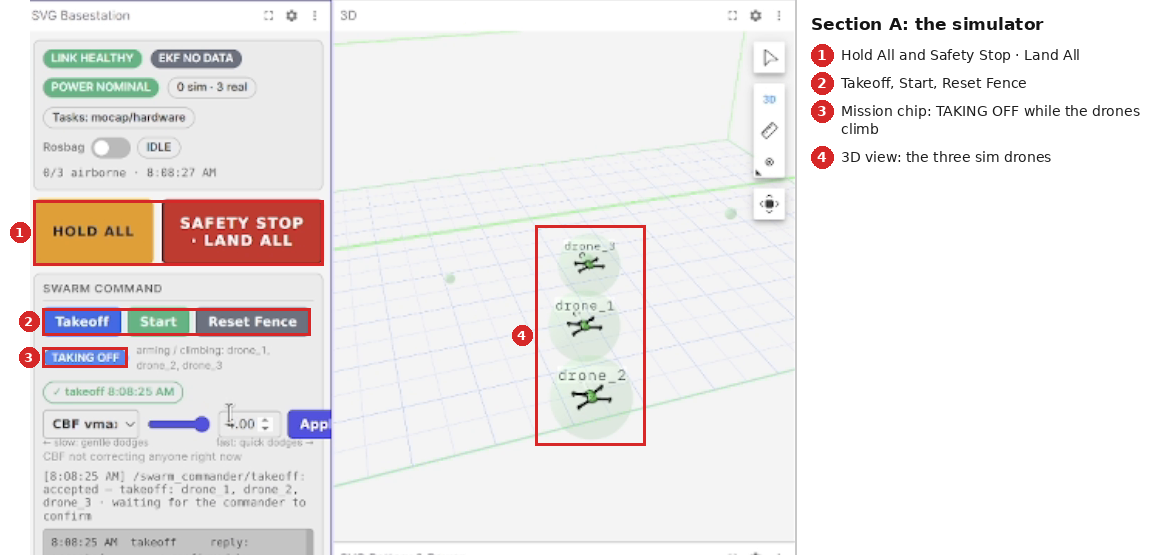 SVG Basestation
LINK HEALTHY EKF NO DATA
POWER NOMINAL 0 sim · 3 real
Tasks: mocap/hardware
Rosbag IDLE
0/3 airborne · 8:08:27 AM
1
HOLD ALL
SAFETY STOP
· LAND ALL
SWARM COMMAND
2
Takeoff Start Reset Fence
3
TAKING OFF
arming / climbing: drone_1,
drone_2, drone_3
✓ takeoff 8:08:25 AM
CBF vma .00 Appl
← slow: gentle dodges fast: quick dodges →
CBF not correcting anyone right now
[8:08:25 AM] /swarm_commander/takeoff:
accepted — takeoff: drone_1, drone_2,
drone_3 · waiting for the commander to
confirm
8:08:25 AM takeoff reply:
3D
3D
drone_3
drone_1
4
drone_2
Section A: the simulator
1 Hold All and Safety Stop · Land All
2 Takeoff, Start, Reset Fence
3 Mission chip: TAKING OFF while the drones
climb
4 3D view: the three sim drones